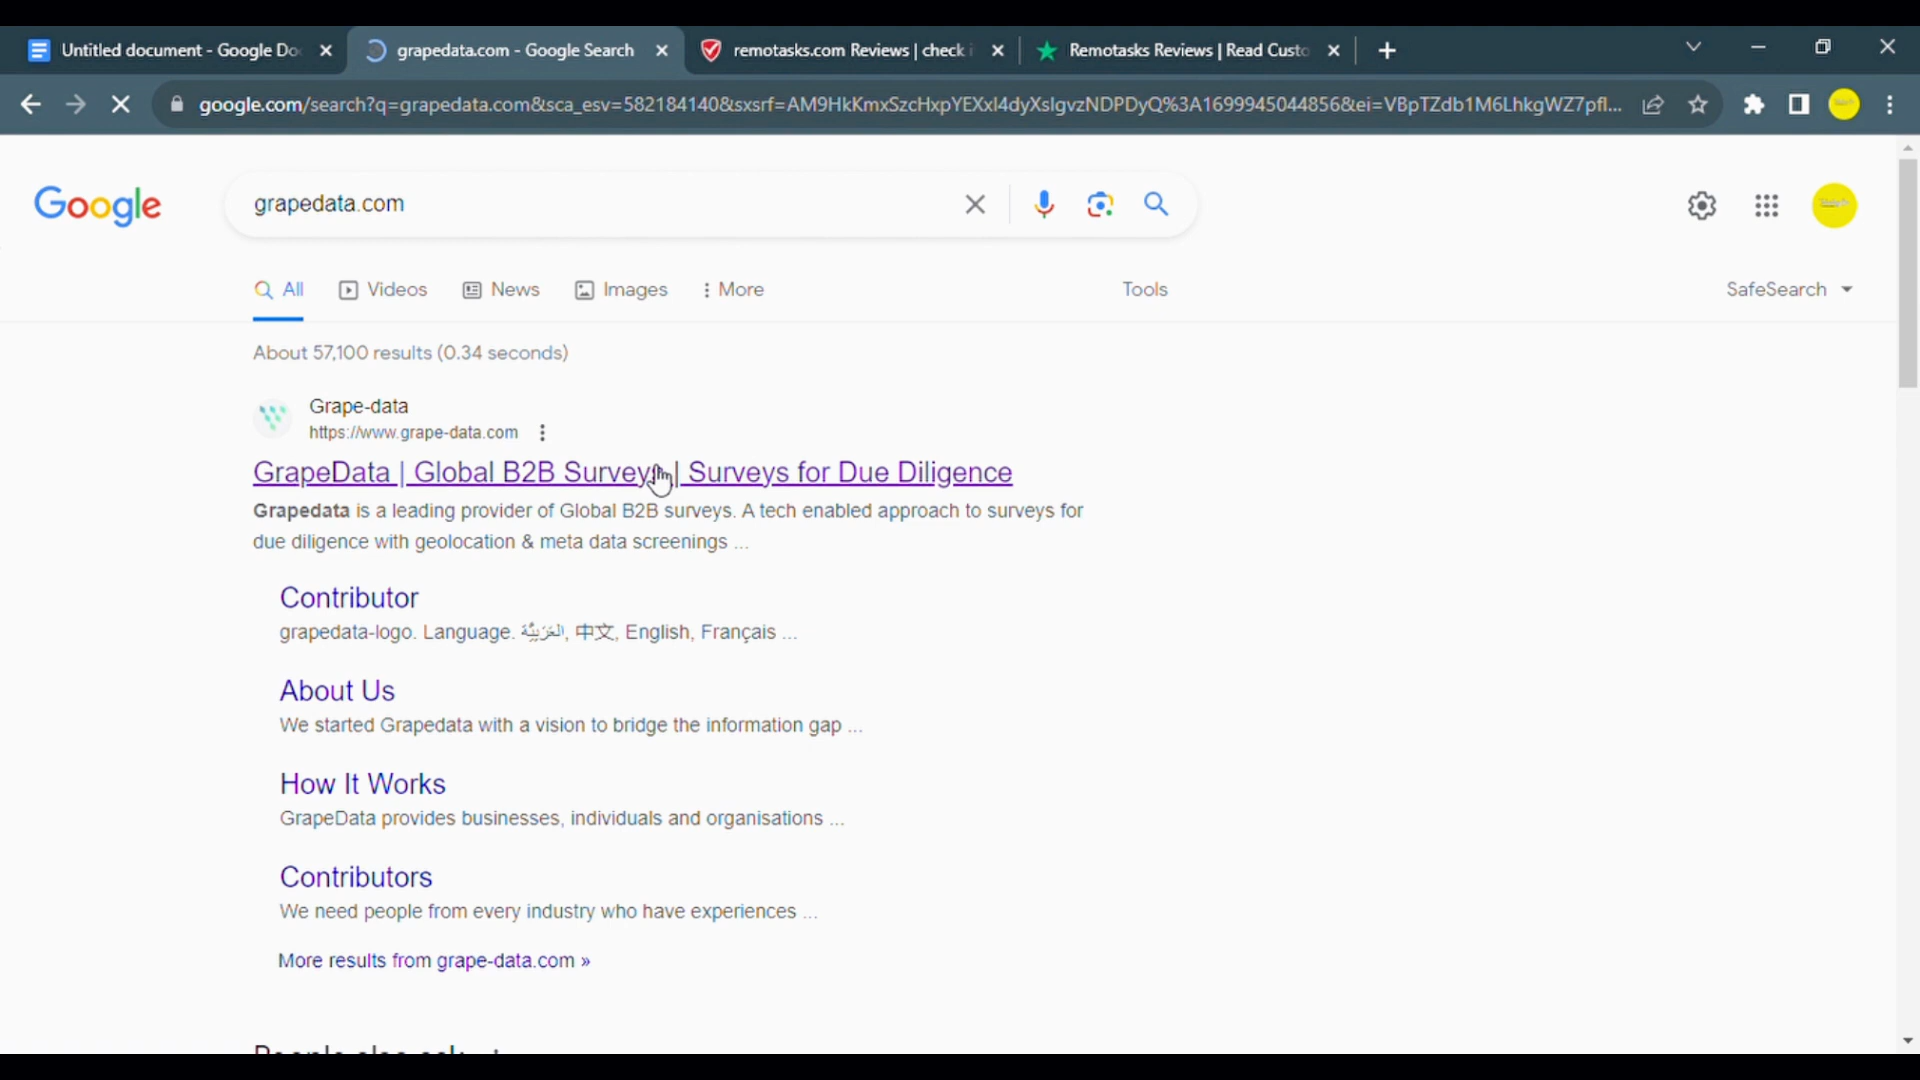 Untitled document - Google Do
grapedata.com - Google Search
remotasks.com Reviews | check i
Remotasks Reviews | Read Custo
google.com/search?q=grapedata.com&sca_esv=582184140&sxsrf=AM9HkKmxSzcHxpYEXxI4dyXsIgvzNDPDyQ%3A1699945044856&ei=VBpTZdb1M6LhkgWZ7pfl...
Google
grapedata.com
All
Videos
News
Images
More
Tools
SafeSearch
About 57,100 results (0.34 seconds)
Grape-data
https://www.grape-data.com
GrapeData | Global B2B Surveys | Surveys for Due Diligence
Grapedata is a leading provider of Global B2B surveys. A tech enabled approach to surveys for
due diligence with geolocation & meta data screenings ...
Contributor
grapedata-logo. Language. العَرَبِيَّة, 中文, English, Français ...
About Us
We started Grapedata with a vision to bridge the information gap ...
How It Works
GrapeData provides businesses, individuals and organisations ...
Contributors
We need people from every industry who have experiences ...
More results from grape-data.com »
People also ask